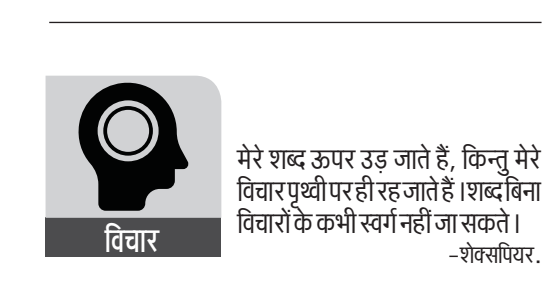 मेरे शब्द ऊपर उड़ जाते हैं, किन्तु मेरे
विचार पृथ्वी पर ही रह जाते हैं । शब्द बिना
विचारों के कभी स्वर्ग नहीं जा सकते ।
-शेक्सपियर.
विचार